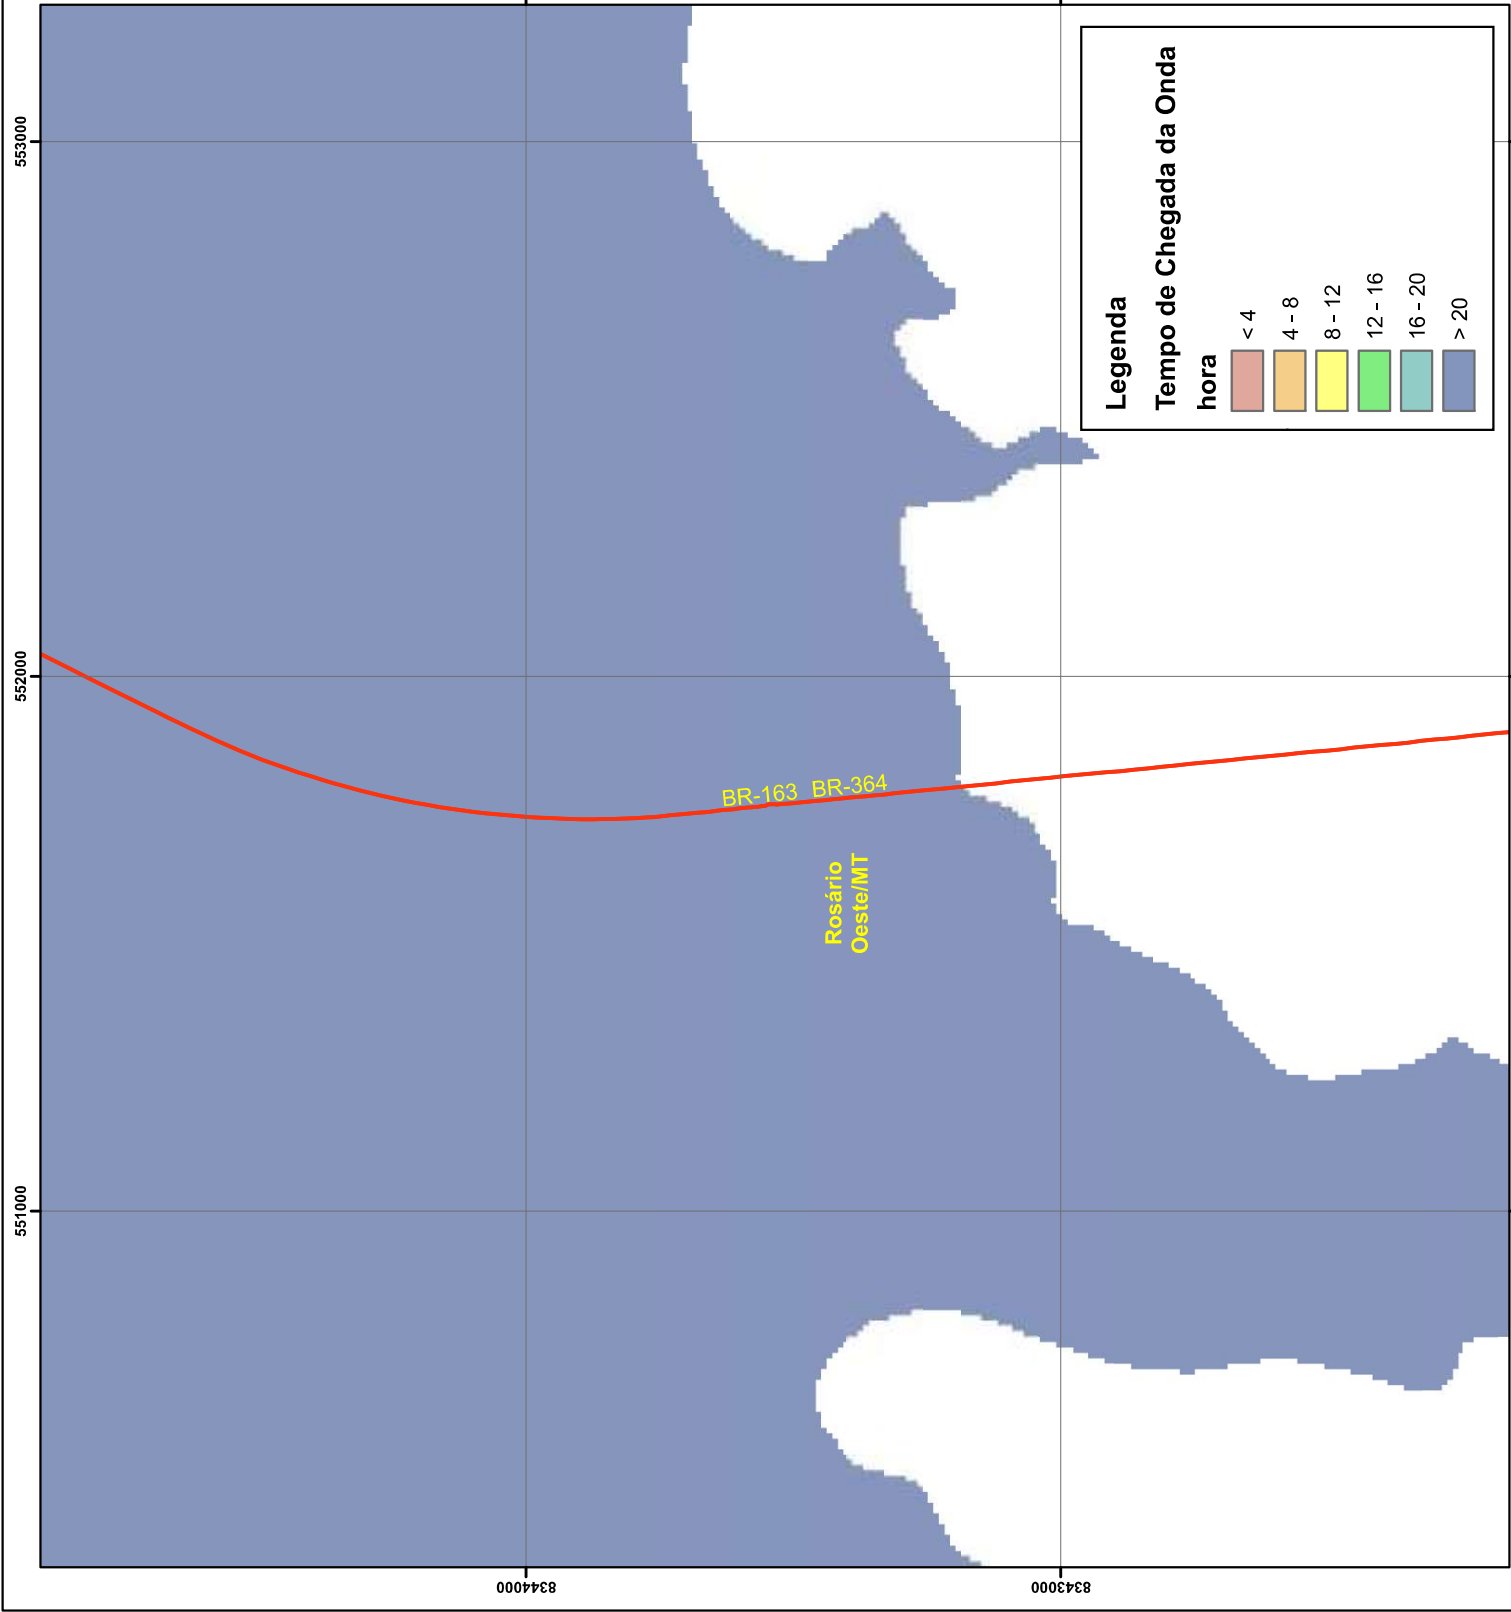 553000
552000
551000
8344000
8343000
BR-163 BR-364
Rosário
Oeste/MT
Legenda
Tempo de Chegada da Onda
hora
< 4
4 - 8
8 - 12
12 - 16
16 - 20
> 20